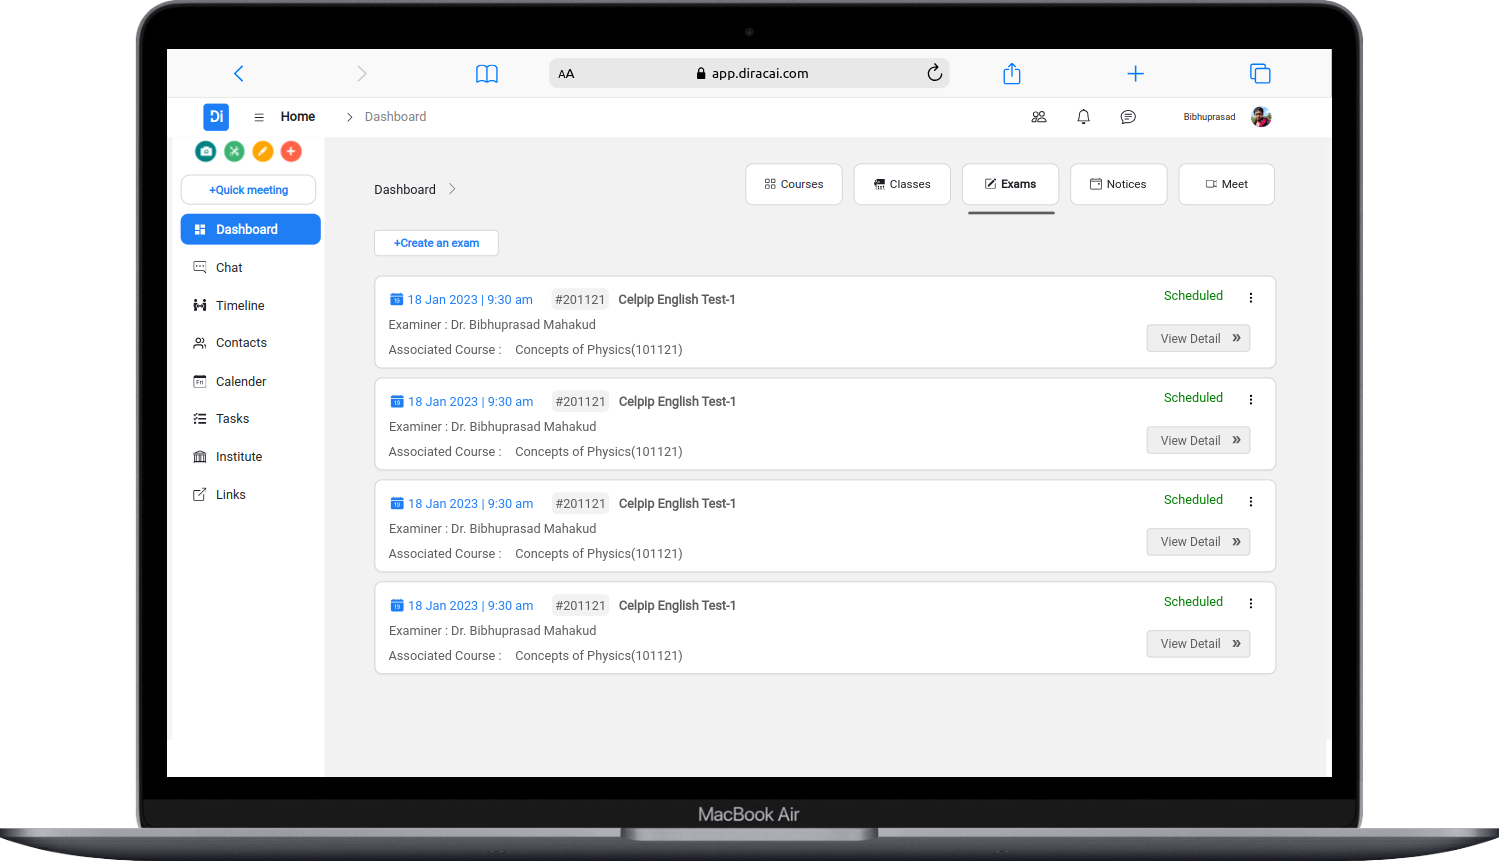 AA app.diracai.com
Di Home Dashboard Bibhuprasad
+Quick meeting
Dashboard
Chat
Timeline
Contacts
Fri Calender
Tasks
Institute
Links
Dashboard Courses Classes Exams Notices Meet
+Create an exam
19 18 Jan 2023 | 9:30 am #201121 Celpip English Test-1 Scheduled
Examiner : Dr. Bibhuprasad Mahakud
View Detail »
Associated Course : Concepts of Physics(101121)
19 18 Jan 2023 | 9:30 am #201121 Celpip English Test-1 Scheduled
Examiner : Dr. Bibhuprasad Mahakud
View Detail »
Associated Course : Concepts of Physics(101121)
19 18 Jan 2023 | 9:30 am #201121 Celpip English Test-1 Scheduled
Examiner : Dr. Bibhuprasad Mahakud
View Detail »
Associated Course : Concepts of Physics(101121)
19 18 Jan 2023 | 9:30 am #201121 Celpip English Test-1 Scheduled
Examiner : Dr. Bibhuprasad Mahakud
View Detail »
Associated Course : Concepts of Physics(101121)
MacBook Air